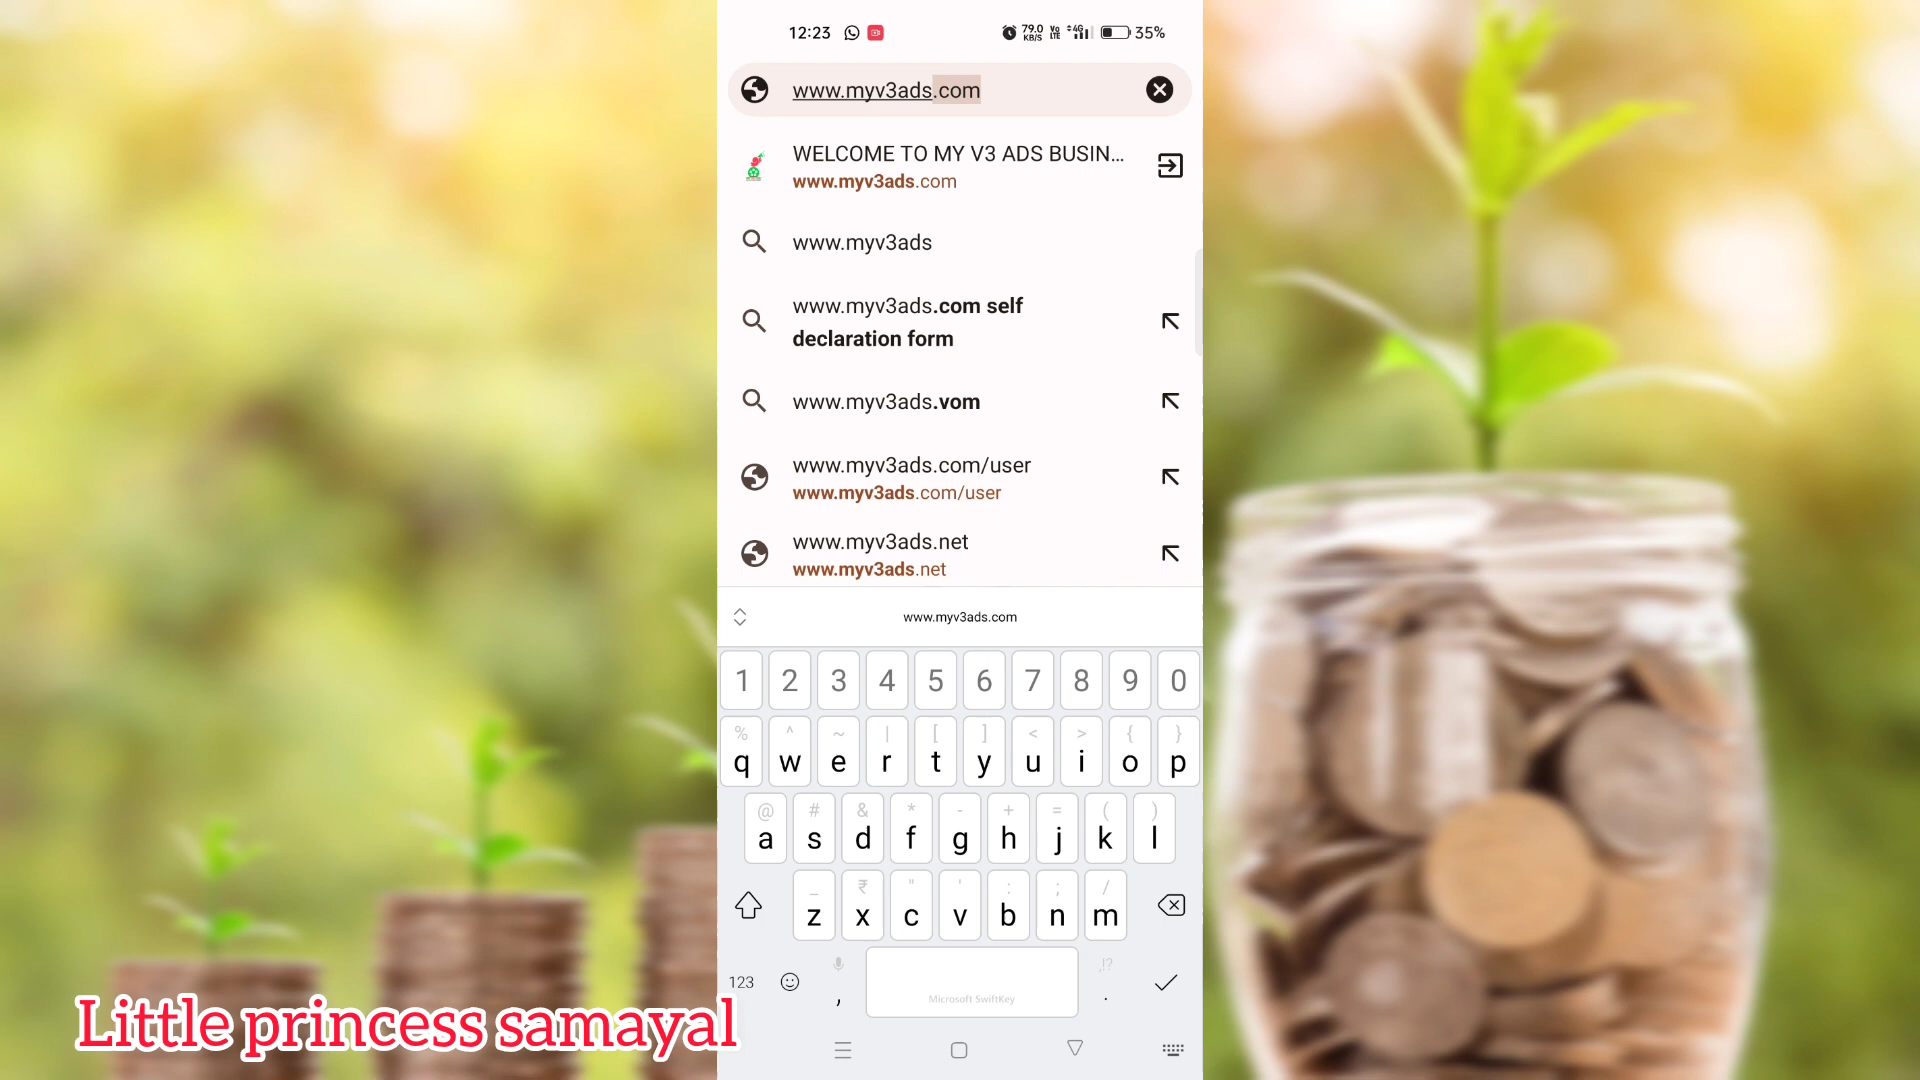 12:23 79.0 KB/S Vo LTE 4G 35%
www.myv3ads.com
WELCOME TO MY V3 ADS BUSIN...
www.myv3ads.com
www.myv3ads
www.myv3ads.com self
declaration form
www.myv3ads.vom
www.myv3ads.com/user
www.myv3ads.com/user
www.myv3ads.net
www.myv3ads.net
www.myv3ads.com
1 2 3 4 5 6 7 8 9 0
% ^ ~ | [ ] < > { }
q w e r t y u i o p
@ # & * - + = ( )
a s d f g h j k l
_ ₹ " ' : ; /
z x c v b n m
123 , ,!? .
Microsoft SwiftKey
Little princess samayal